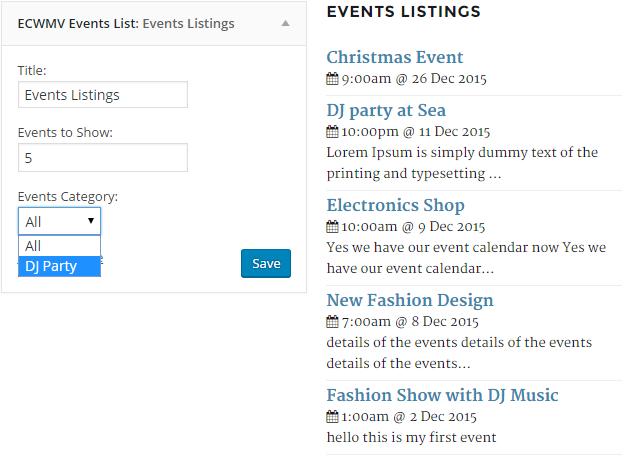 ECWMV Events List: Events Listings
Title:
Events Listings
Events to Show:
5
Events Category:
All
All
DJ Party
Save
EVENTS LISTINGS
Christmas Event
9:00am @ 26 Dec 2015
DJ party at Sea
10:00pm @ 11 Dec 2015
Lorem Ipsum is simply dummy text of the
printing and typesetting ...
Electronics Shop
10:00am @ 9 Dec 2015
Yes we have our event calendar now Yes we
have our event calendar...
New Fashion Design
7:00am @ 8 Dec 2015
details of the events details of the events
details of the events...
Fashion Show with DJ Music
1:00am @ 2 Dec 2015
hello this is my first event